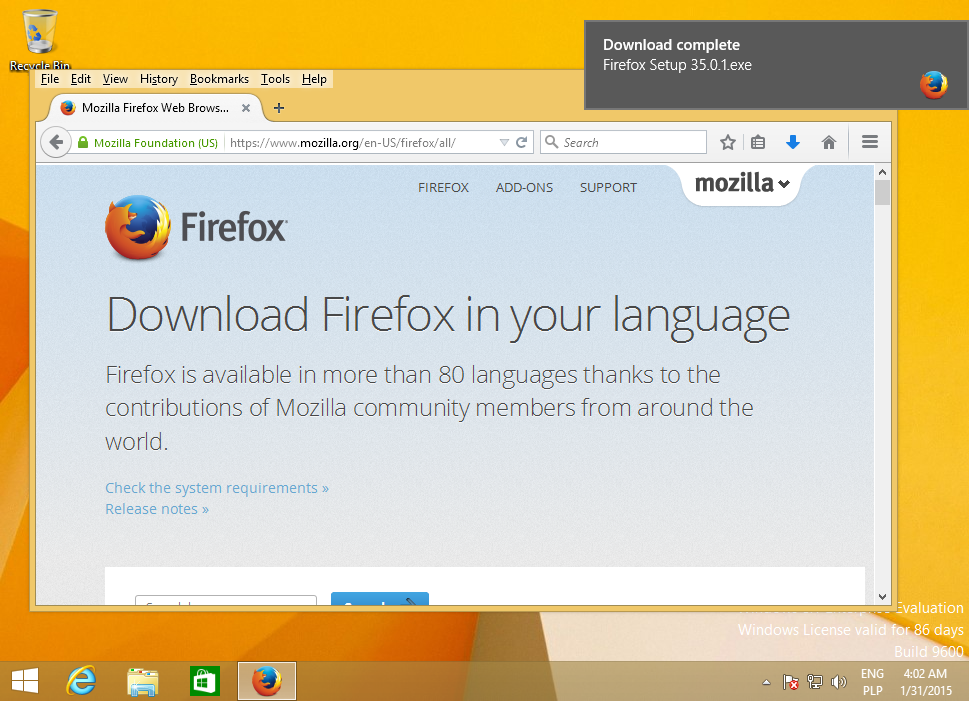 Recycle Bin
Download complete
Firefox Setup 35.0.1.exe
File Edit View History Bookmarks Tools Help
Mozilla Firefox Web Brows...
Mozilla Foundation (US) https://www.mozilla.org/en-US/firefox/all/ Search
FIREFOX ADD-ONS SUPPORT mozilla
Firefox
Download Firefox in your language
Firefox is available in more than 80 languages thanks to the
contributions of Mozilla community members from around the
world.
Check the system requirements »
Release notes »
Evaluation
Windows License valid for 86 days
Build 9600
ENG 4:02 AM
PLP 1/31/2015